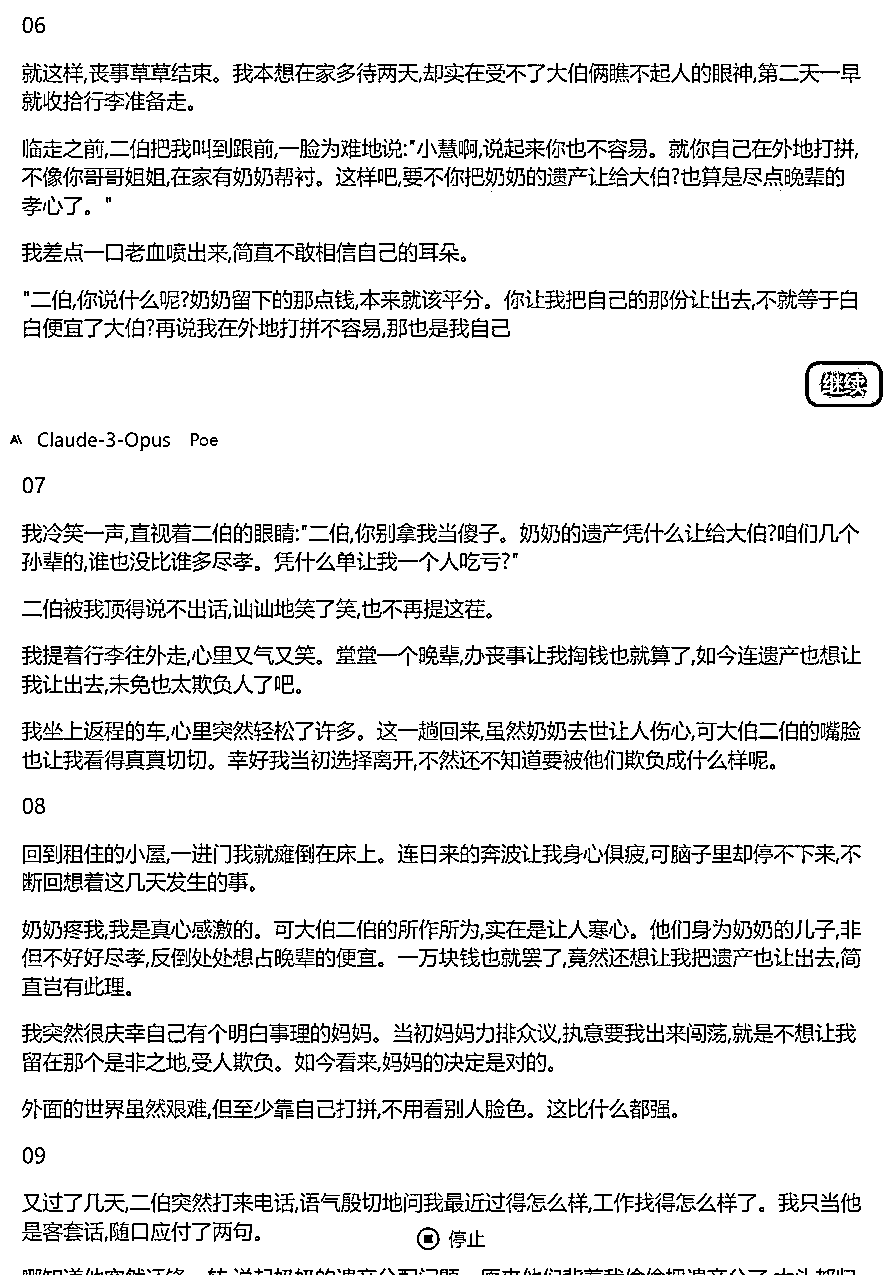 06
就这样,丧事草草结束。我本想在家多待两天,却实在受不了大伯俩瞧不起人的眼神,第二天一早
就收拾行李准备走。
临走之前,二伯把我叫到跟前,一脸为难地说:"小慧啊,说起来你也不容易。就你自己在外地打拼,
不像你哥哥姐姐,在家有奶奶帮衬。这样吧,要不你把奶奶的遗产让给大伯?也算是尽点晚辈的
孝心了。"
我差点一口老血喷出来,简直不敢相信自己的耳朵。
"二伯,你说什么呢?奶奶留下的那点钱,本来就该平分。你让我把自己的那份让出去,不就等于白
白便宜了大伯?再说我在外地打拼不容易,那也是我自己
继续
Claude-3-Opus Poe
07
我冷笑一声,直视着二伯的眼睛:"二伯,你别拿我当傻子。奶奶的遗产凭什么让给大伯?咱们几个
孙辈的,谁也没比谁多尽孝。凭什么单让我一个人吃亏?"
二伯被我顶得说不出话,讪讪地笑了笑,也不再提这茬。
我提着行李往外走,心里又气又笑。堂堂一个晚辈,办丧事让我掏钱也就算了,如今连遗产也想让
我让出去,未免也太欺负人了吧。
我坐上返程的车,心里突然轻松了许多。这一趟回来,虽然奶奶去世让人伤心,可大伯二伯的嘴脸
也让我看得真真切切。幸好我当初选择离开,不然还不知道要被他们欺负成什么样呢。
08
回到租住的小屋,一进门我就瘫倒在床上。连日来的奔波让我身心俱疲,可脑子里却停不下来,不
断回想着这几天发生的事。
奶奶疼我,我是真心感激的。可大伯二伯的所作所为,实在是让人寒心。他们身为奶奶的儿子,非
但不好好尽孝,反倒处处想占晚辈的便宜。一万块钱也就罢了,竟然还想让我把遗产也让出去,简
直岂有此理。
我突然很庆幸自己有个明白事理的妈妈。当初妈妈力排众议,执意要我出来闯荡,就是不想让我
留在那个是非之地,受人欺负。如今看来,妈妈的决定是对的。
外面的世界虽然艰难,但至少靠自己打拼,不用看别人脸色。这比什么都强。
09
又过了几天,二伯突然打来电话,语气殷切地问我最近过得怎么样,工作找得怎么样了。我只当他
是客套话,随口应付了两句。
停止